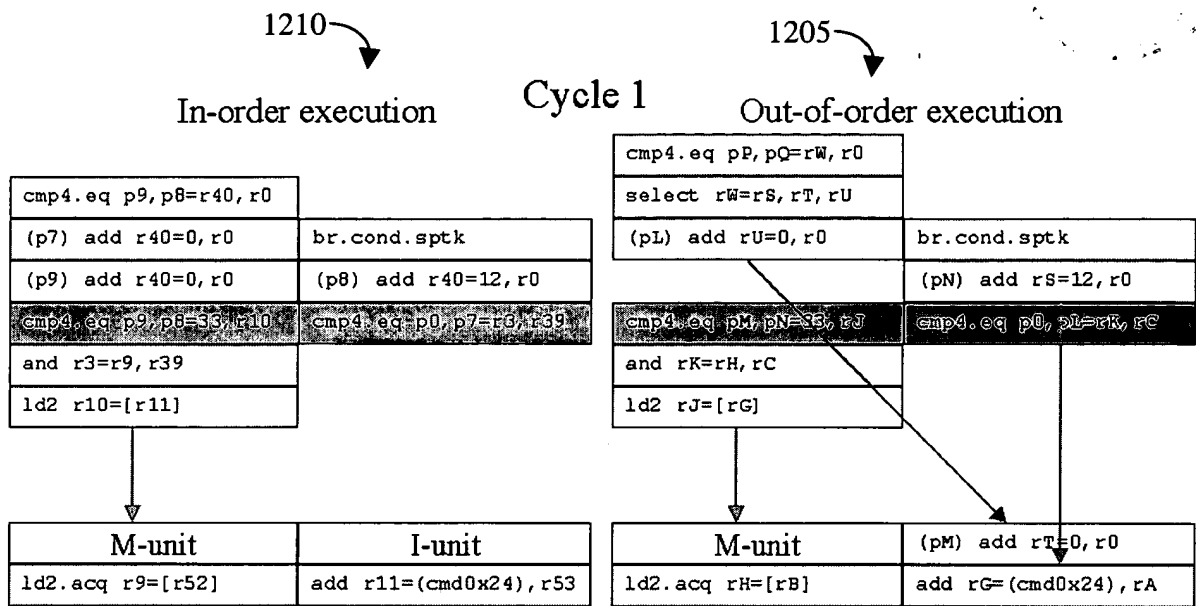 1210
1205
Cycle 1
In-order execution
Out-of-order execution
cmp4.eq p9,p8=r40,r0
(p7) add r40=0,r0
br.cond.sptk
(p9) add r40=0,r0
(p8) add r40=12,r0
cmp4.eq p9,p8=33,r10
cmp4.eq p0,p7=r3,r39
and r3=r9,r39
ld2 r10=[r11]
M-unit
I-unit
ld2.acq r9=[r52]
add r11=(cmd0x24),r53
cmp4.eq pP,pQ=rW,r0
select rW=rS,rT,rU
(pL) add rU=0,r0
br.cond.sptk
(pN) add rS=12,r0
cmp4.eq pM,pN=33,rJ
cmp4.eq p0,pL=rK,rC
and rK=rH,rC
ld2 rJ=[rG]
M-unit
(pM) add rT=0,r0
ld2.acq rH=[rB]
add rG=(cmd0x24),rA